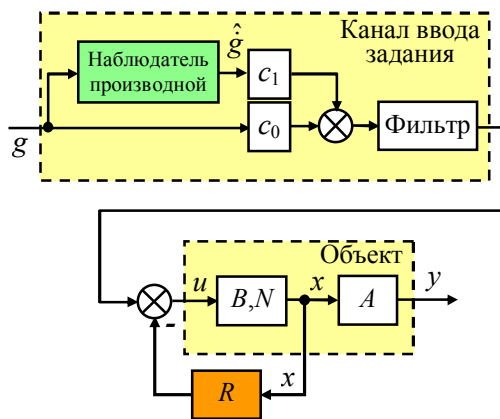 Канал ввода
задания
Наблюдатель
производной
ĝ̇
c₁
g
c₀
Фильтр
Объект
u
B,N
x
A
y
-
R
x